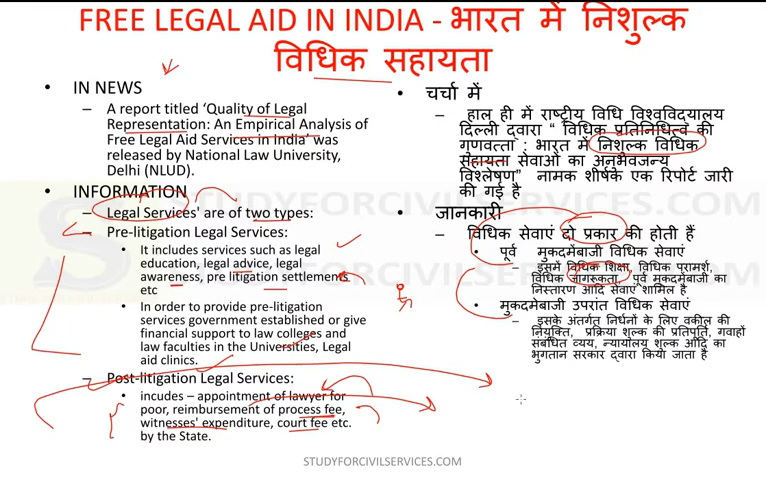 FREE LEGAL AID IN INDIA - भारत में निशुल्क
विधिक सहायता
IN NEWS
– A report titled 'Quality of Legal
Representation: An Empirical Analysis of
Free Legal Aid Services in India' was
released by National Law University,
Delhi (NLUD).
INFORMATION
– Legal Services' are of two types:
– Pre-litigation Legal Services:
• It includes services such as legal
education, legal advice, legal
awareness, pre litigation settlements
etc
• In order to provide pre-litigation
services government established or give
financial support to law colleges and
law faculties in the Universities, Legal
aid clinics.
– Post-litigation Legal Services:
• incudes – appointment of lawyer for
poor, reimbursement of process fee,
witnesses' expenditure, court fee etc.
by the State.
• चर्चा में
– हाल ही में राष्ट्रीय विधि विश्वविद्यालय
दिल्ली द्वारा " विधिक प्रतिनिधित्व की
गुणवत्ता : भारत में निशुल्क विधिक
सहायता सेवाओं का अनुभवजन्य
विश्लेषण" नामक शीर्षक एक रिपोर्ट जारी
की गई है
• जानकारी
– विधिक सेवाएं दो प्रकार की होती हैं
• पूर्व मुकदमेबाजी विधिक सेवाएं
– इसमें विधिक शिक्षा, विधिक परामर्श,
विधिक जागरूकता, पूर्व मुकदमेबाजी का
निस्तारण आदि सेवाएं शामिल है
• मुकदमेबाजी उपरांत विधिक सेवाएं
– इसके अंतर्गत निर्धनों के लिए वकील की
नियुक्ति, प्रक्रिया शुल्क की प्रतिपूर्ति, गवाहों
संबंधित व्यय, न्यायालय शुल्क आदि का
भुगतान सरकार द्वारा किया जाता है
STUDYFORCIVILSERVICES.COM
STUDYFORCIVILSERVICES.COM
STUDYFORCIVILSERVICES.COM